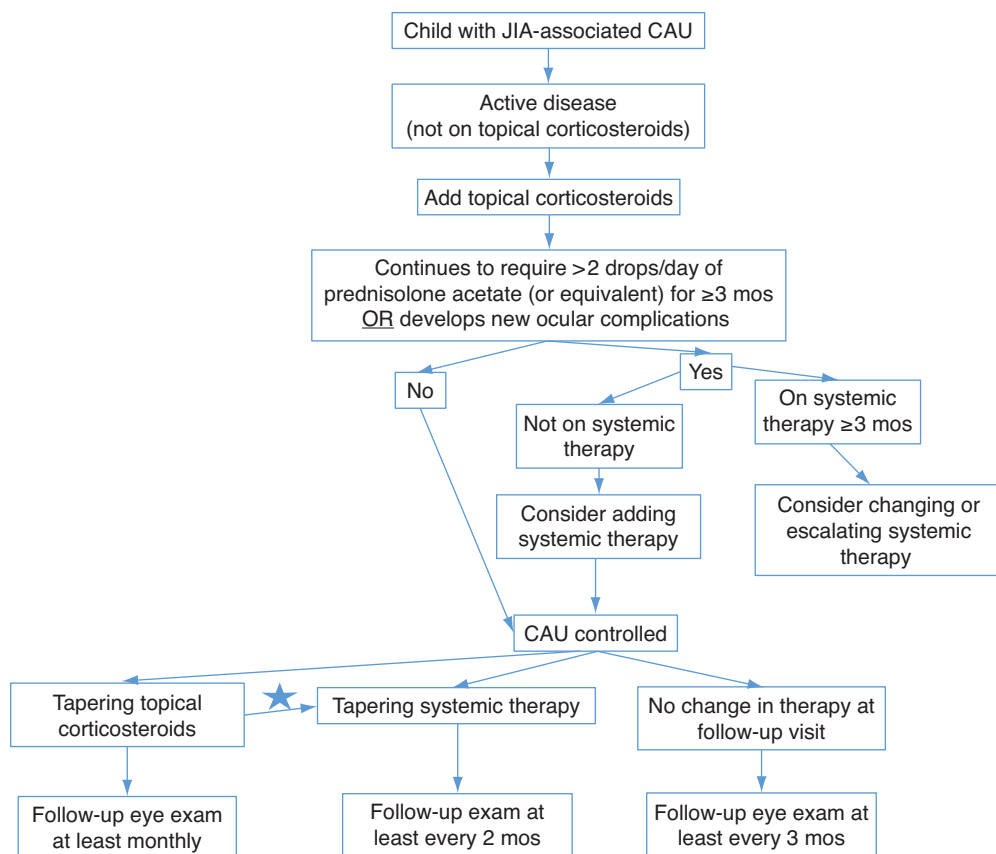 Child with JIA-associated CAU
Active disease
(not on topical corticosteroids)
Add topical corticosteroids
Continues to require >2 drops/day of
prednisolone acetate (or equivalent) for ≥3 mos
OR develops new ocular complications
No
Yes
Not on systemic
therapy
On systemic
therapy ≥3 mos
Consider adding
systemic therapy
Consider changing or
escalating systemic
therapy
CAU controlled
Tapering topical
corticosteroids
Tapering systemic therapy
No change in therapy at
follow-up visit
Follow-up eye exam
at least monthly
Follow-up exam at
least every 2 mos
Follow-up eye exam at
least every 3 mos